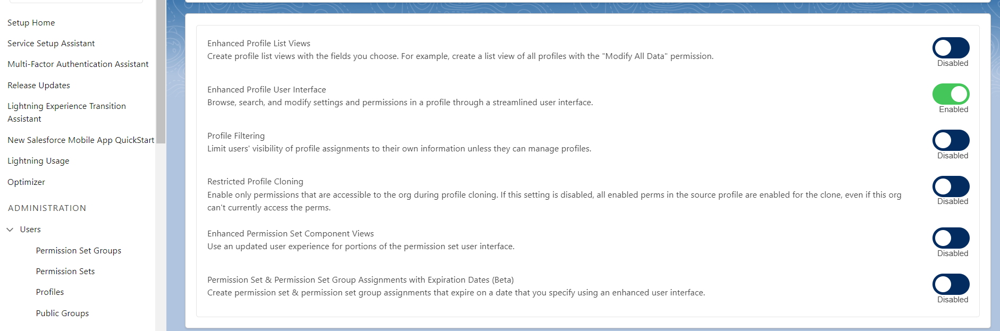 Setup Home
Service Setup Assistant
Multi-Factor Authentication Assistant
Release Updates
Lightning Experience Transition
Assistant
New Salesforce Mobile App QuickStart
Lightning Usage
Optimizer
ADMINISTRATION
Users
Permission Set Groups
Permission Sets
Profiles
Public Groups
Enhanced Profile List Views
Create profile list views with the fields you choose. For example, create a list view of all profiles with the "Modify All Data" permission.
Disabled
Enhanced Profile User Interface
Browse, search, and modify settings and permissions in a profile through a streamlined user interface.
Enabled
Profile Filtering
Limit users' visibility of profile assignments to their own information unless they can manage profiles.
Disabled
Restricted Profile Cloning
Enable only permissions that are accessible to the org during profile cloning. If this setting is disabled, all enabled perms in the source profile are enabled for the clone, even if this org
can't currently access the perms.
Disabled
Enhanced Permission Set Component Views
Use an updated user experience for portions of the permission set user interface.
Disabled
Permission Set & Permission Set Group Assignments with Expiration Dates (Beta)
Create permission set & permission set group assignments that expire on a date that you specify using an enhanced user interface.
Disabled